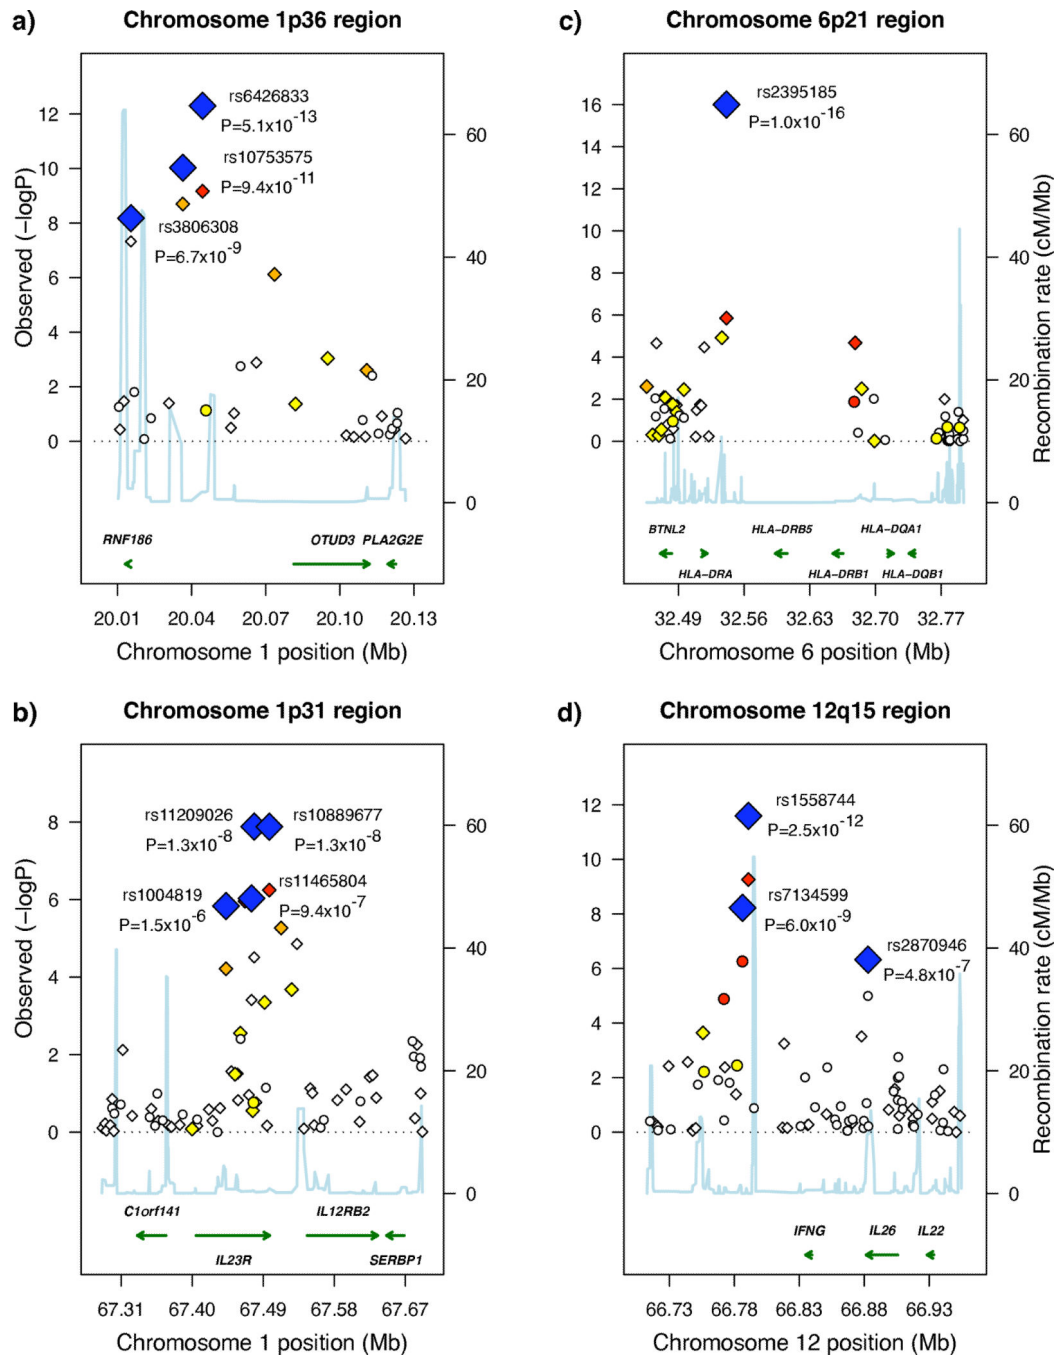 a) Chromosome 1p36 region
rs6426833
P=5.1x10^-13
rs10753575
P=9.4x10^-11
rs3806308
P=6.7x10^-9
Observed (−logP)
12
10
8
6
4
2
0
60
40
20
0
RNF186
OTUD3
PLA2G2E
20.01
20.04
20.07
20.10
20.13
Chromosome 1 position (Mb)
c) Chromosome 6p21 region
rs2395185
P=1.0x10^-16
16
14
12
10
8
6
4
2
0
60
40
20
0
Recombination rate (cM/Mb)
BTNL2
HLA−DRB5
HLA−DQA1
HLA−DRA
HLA−DRB1
HLA−DQB1
32.49
32.56
32.63
32.70
32.77
Chromosome 6 position (Mb)
b) Chromosome 1p31 region
rs11209026
P=1.3x10^-8
rs10889677
P=1.3x10^-8
rs1004819
P=1.5x10^-6
rs11465804
P=9.4x10^-7
Observed (−logP)
8
6
4
2
0
60
40
20
0
C1orf141
IL12RB2
IL23R
SERBP1
67.31
67.40
67.49
67.58
67.67
Chromosome 1 position (Mb)
d) Chromosome 12q15 region
rs1558744
P=2.5x10^-12
rs7134599
P=6.0x10^-9
rs2870946
P=4.8x10^-7
12
10
8
6
4
2
0
60
40
20
0
Recombination rate (cM/Mb)
IFNG
IL26
IL22
66.73
66.78
66.83
66.88
66.93
Chromosome 12 position (Mb)